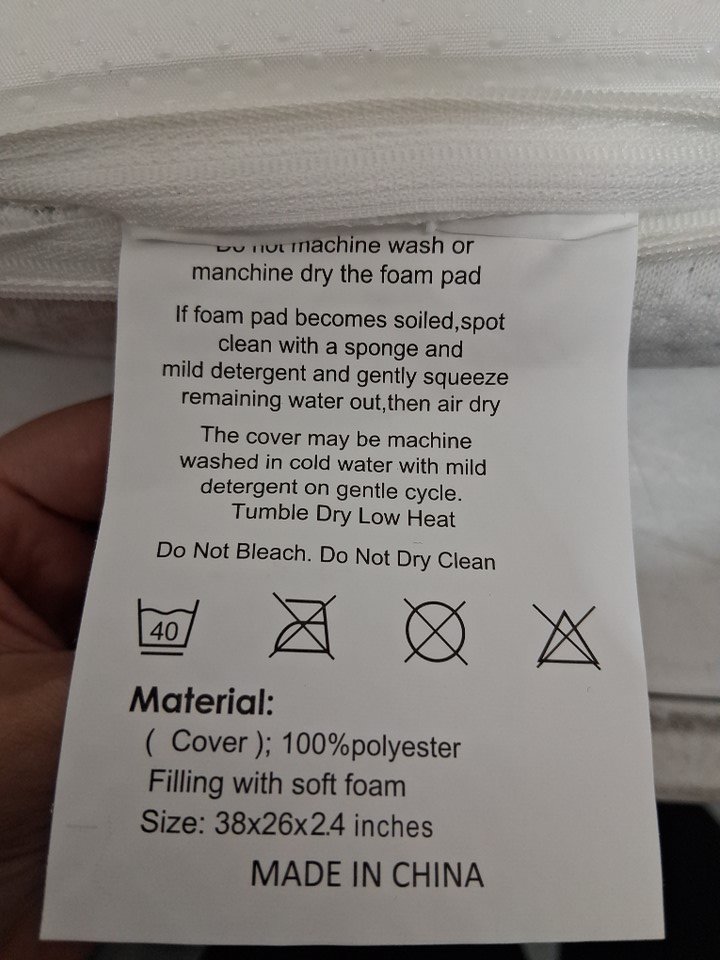 Do not machine wash or
manchine dry the foam pad
If foam pad becomes soiled,spot
clean with a sponge and
mild detergent and gently squeeze
remaining water out,then air dry
The cover may be machine
washed in cold water with mild
detergent on gentle cycle.
Tumble Dry Low Heat
Do Not Bleach. Do Not Dry Clean
40
Material:
( Cover ); 100%polyester
Filling with soft foam
Size: 38x26x2.4 inches
MADE IN CHINA